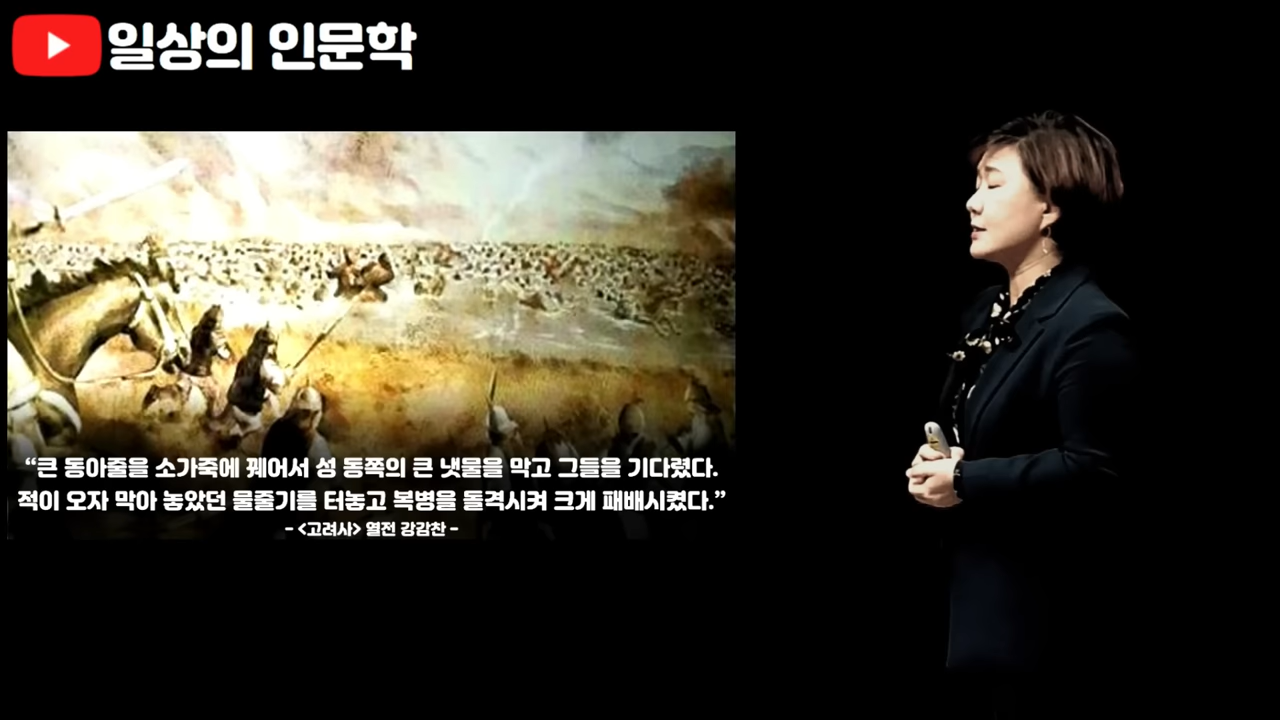 일상의 인문학
“큰 동아줄을 소가죽에 꿰어서 성 동쪽의 큰 냇물을 막고 그들을 기다렸다.
적이 오자 막아 놓았던 물줄기를 터놓고 복병을 돌격시켜 크게 패배시켰다.”
- <고려사> 열전 강감찬 -